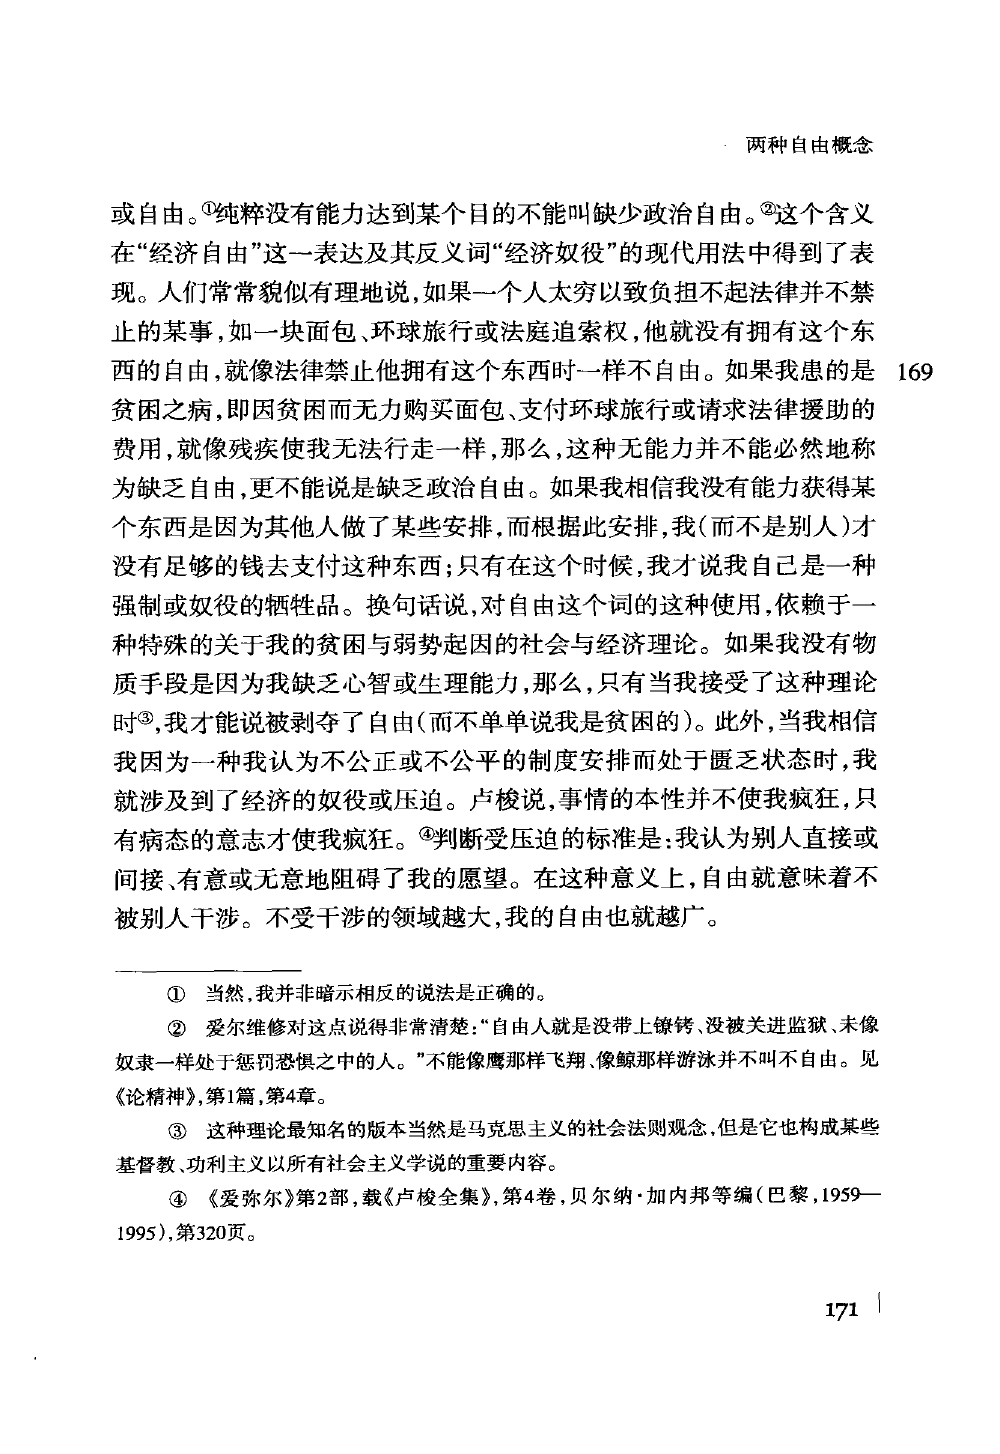 两种自由概念
或自由。①纯粹没有能力达到某个目的不能叫缺少政治自由。②这个含义
在“经济自由”这一表达及其反义词“经济奴役”的现代用法中得到了表
现。人们常常貌似有理地说,如果一个人太穷以致负担不起法律并不禁
止的某事,如一块面包、环球旅行或法庭追索权,他就没有拥有这个东
西的自由,就像法律禁止他拥有这个东西时一样不自由。如果我患的是 169
贫困之病,即因贫困而无力购买面包、支付环球旅行或请求法律援助的
费用,就像残疾使我无法行走一样,那么,这种无能力并不能必然地称
为缺乏自由,更不能说是缺乏政治自由。如果我相信我没有能力获得某
个东西是因为其他人做了某些安排,而根据此安排,我(而不是别人)才
没有足够的钱去支付这种东西;只有在这个时候,我才说我自己是一种
强制或奴役的牺牲品。换句话说,对自由这个词的这种使用,依赖于一
种特殊的关于我的贫困与弱势起因的社会与经济理论。如果我没有物
质手段是因为我缺乏心智或生理能力,那么,只有当我接受了这种理论
时③,我才能说被剥夺了自由(而不单单说我是贫困的)。此外,当我相信
我因为一种我认为不公正或不公平的制度安排而处于匮乏状态时,我
就涉及到了经济的奴役或压迫。卢梭说,事情的本性并不使我疯狂,只
有病态的意志才使我疯狂。④判断受压迫的标准是:我认为别人直接或
间接、有意或无意地阻碍了我的愿望。在这种意义上,自由就意味着不
被别人干涉。不受干涉的领域越大,我的自由也就越广。
① 当然,我并非暗示相反的说法是正确的。
② 爱尔维修对这点说得非常清楚:“自由人就是没带上镣铐、没被关进监狱、未像
奴隶一样处于惩罚恐惧之中的人。”不能像鹰那样飞翔、像鲸那样游泳并不叫不自由。见
《论精神》,第1篇,第4章。
③ 这种理论最知名的版本当然是马克思主义的社会法则观念,但是它也构成某些
基督教、功利主义以所有社会主义学说的重要内容。
④ 《爱弥尔》第2部,载《卢梭全集》,第4卷,贝尔纳·加内邦等编(巴黎,1959—
1995),第320页。
171